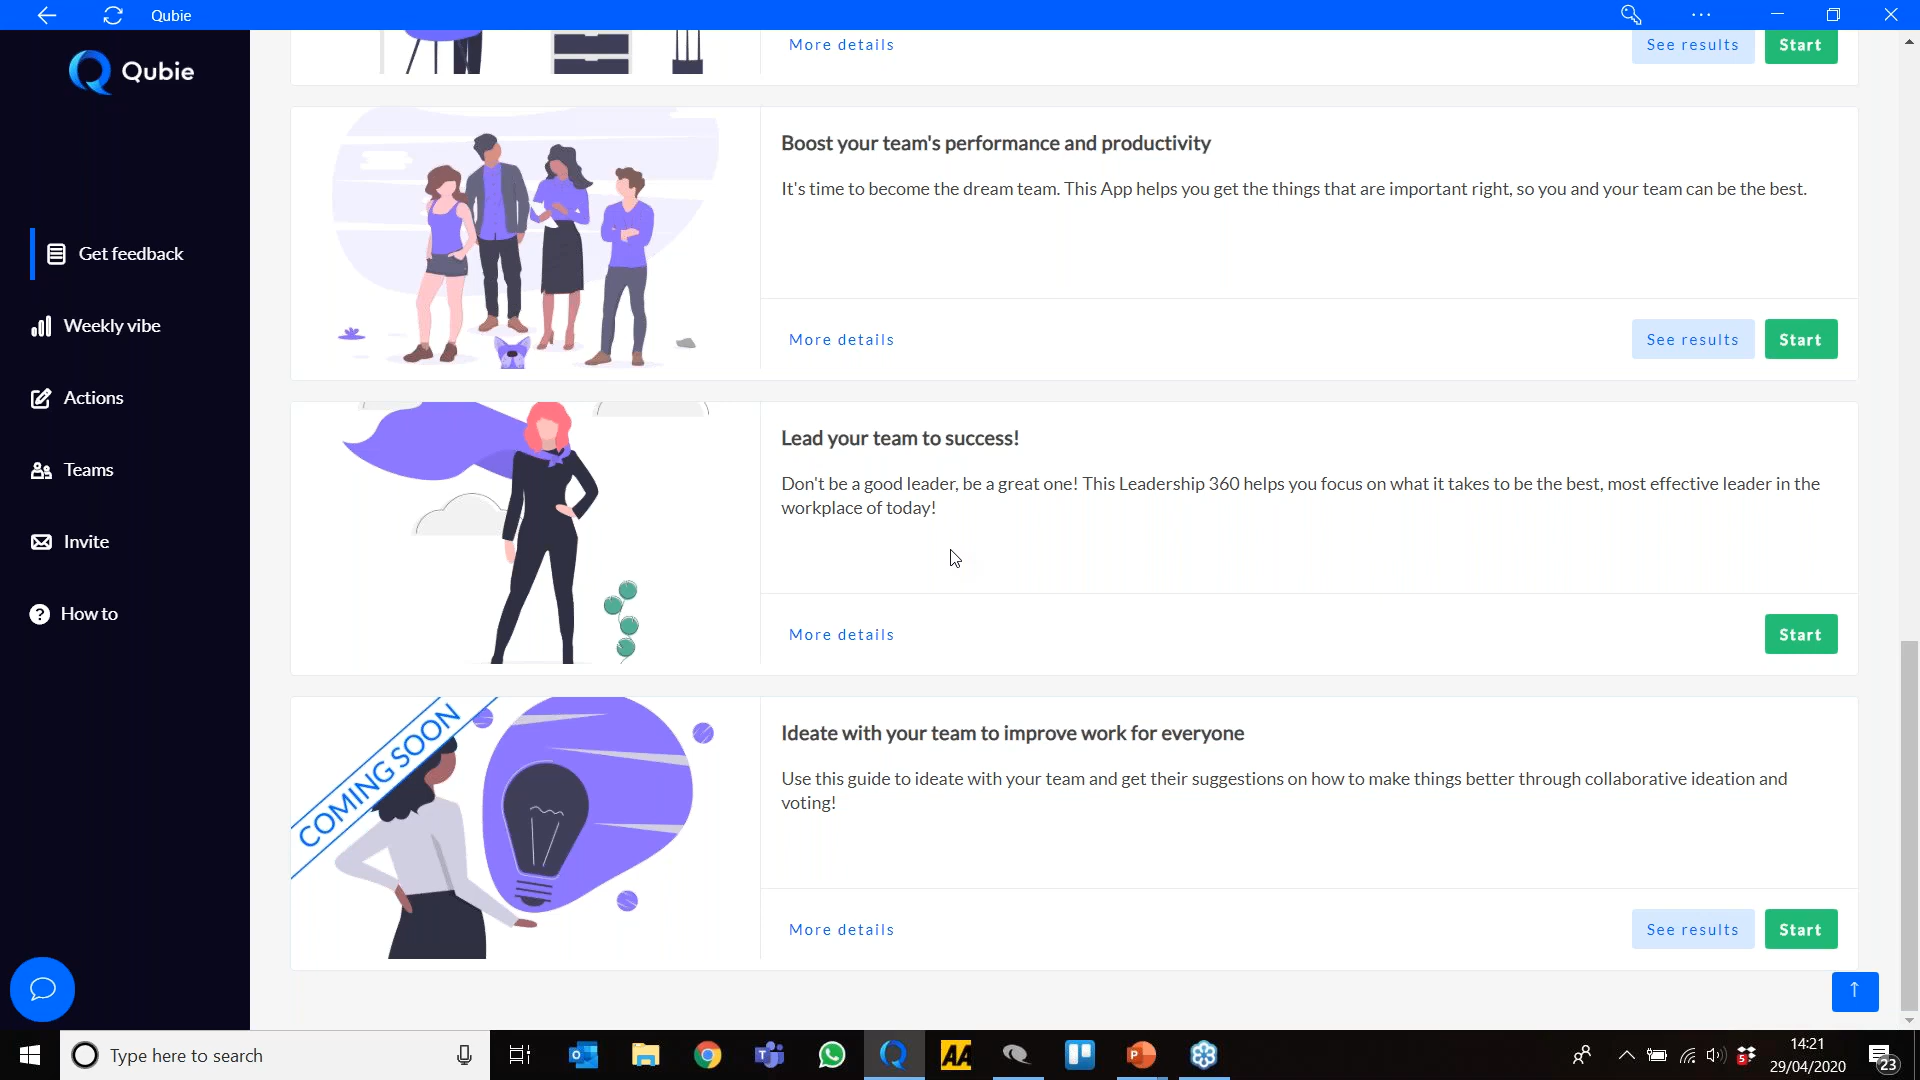 Qubie
Qubie
Get feedback
Weekly vibe
Actions
Teams
Invite
How to
More details
See results
Start
Boost your team's performance and productivity
It's time to become the dream team. This App helps you get the things that are important right, so you and your team can be the best.
More details
See results
Start
Lead your team to success!
Don't be a good leader, be a great one! This Leadership 360 helps you focus on what it takes to be the best, most effective leader in the
workplace of today!
More details
Start
COMING SOON
Ideate with your team to improve work for everyone
Use this guide to ideate with your team and get their suggestions on how to make things better through collaborative ideation and
voting!
More details
See results
Start
Type here to search
AA
5
14:21
29/04/2020
23